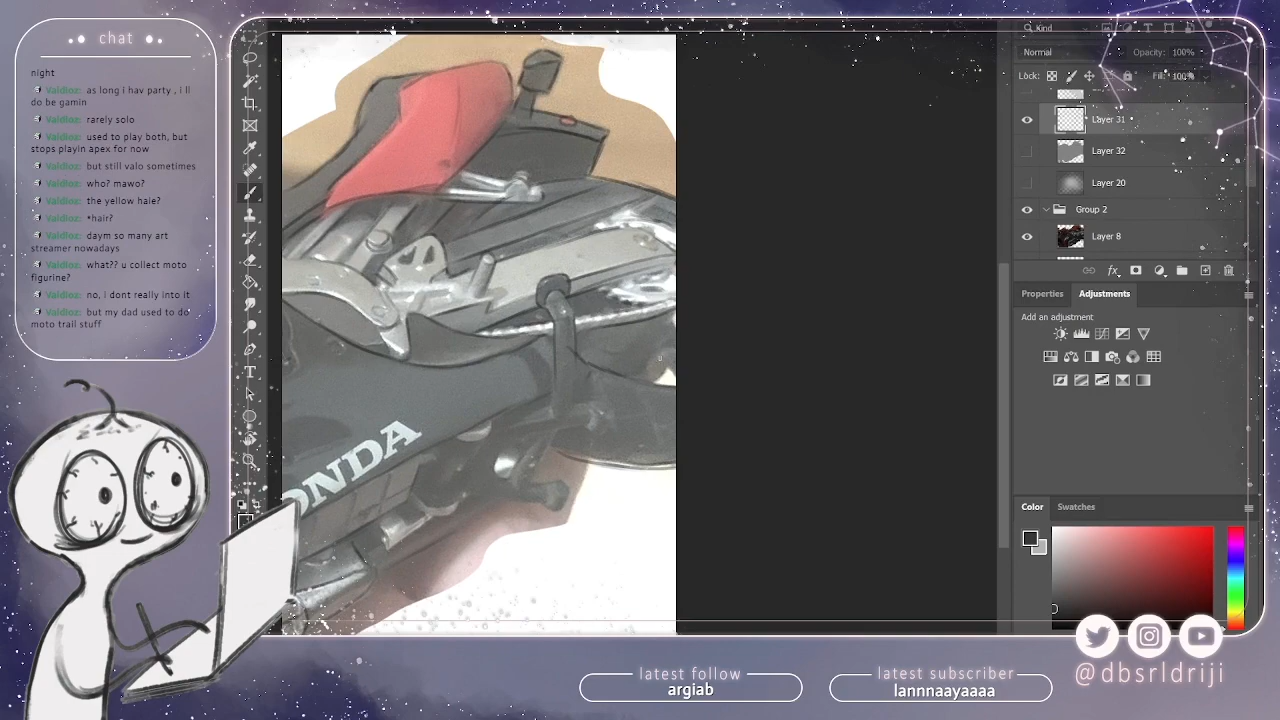 chat
night
Valdioz: as long i hav party , i ll
do be gamin
Valdioz: rarely solo
Valdioz: used to play both, but
stops playin apex for now
Valdioz: but still valo sometimes
Valdioz: who? mawo?
Valdioz: the yellow haie?
Valdioz: *hair?
Valdioz: daym so many art
streamer nowadays
Valdioz: what?? u collect moto
figurine?
Valdioz: no, i dont really into it
Valdioz: but my dad used to do
moto trail stuff
ONDA
Kind
Normal
Opacity: 100%
Lock:
Fill: 100%
Layer 31
Layer 32
Layer 20
Group 2
Layer 8
fx
Properties
Adjustments
Add an adjustment
Color
Swatches
latest follow
argiab
latest subscriber
lannnaayaaaa
@dbsrldriji